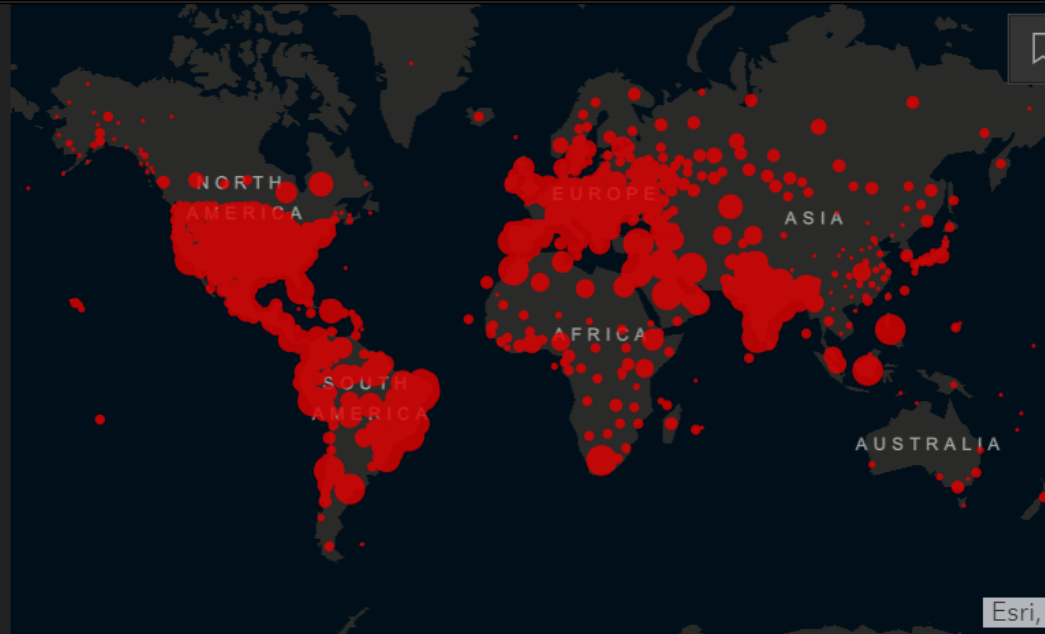 NORTH
AMERICA
EUROPE
ASIA
AFRICA
SOUTH
AMERICA
AUSTRALIA
Esri,